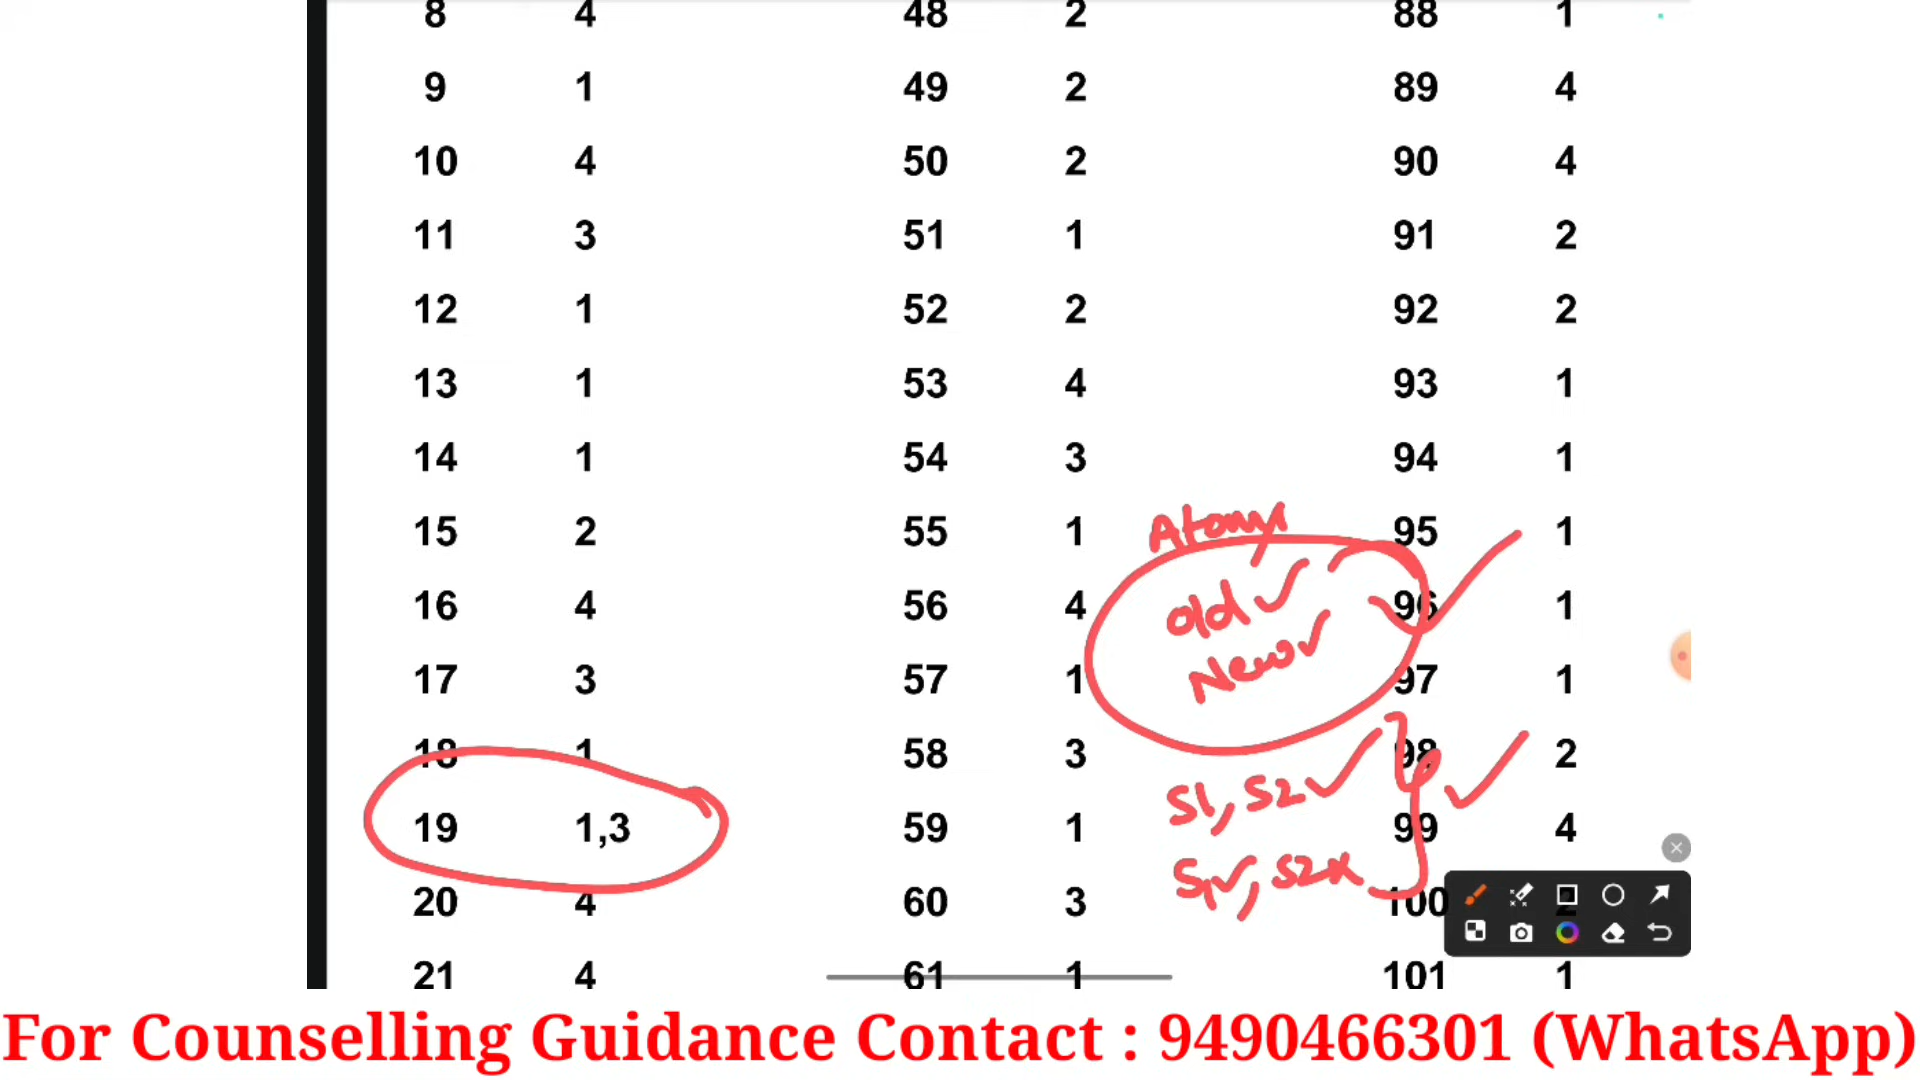 8 4 48 2 88 1
9 1 49 2 89 4
10 4 50 2 90 4
11 3 51 1 91 2
12 1 52 2 92 2
13 1 53 4 93 1
14 1 54 3 94 1
15 2 55 1 95 1
Atomy
16 4 56 4 96 1
old ✓
New ✓
17 3 57 1 97 1
18 1 58 3 98 2
S1, S2 ✓
19 1,3 59 1 99 4
S1✓, S2x
20 4 60 3 100 2
21 4 61 1 101 1
For Counselling Guidance Contact : 9490466301 (WhatsApp)